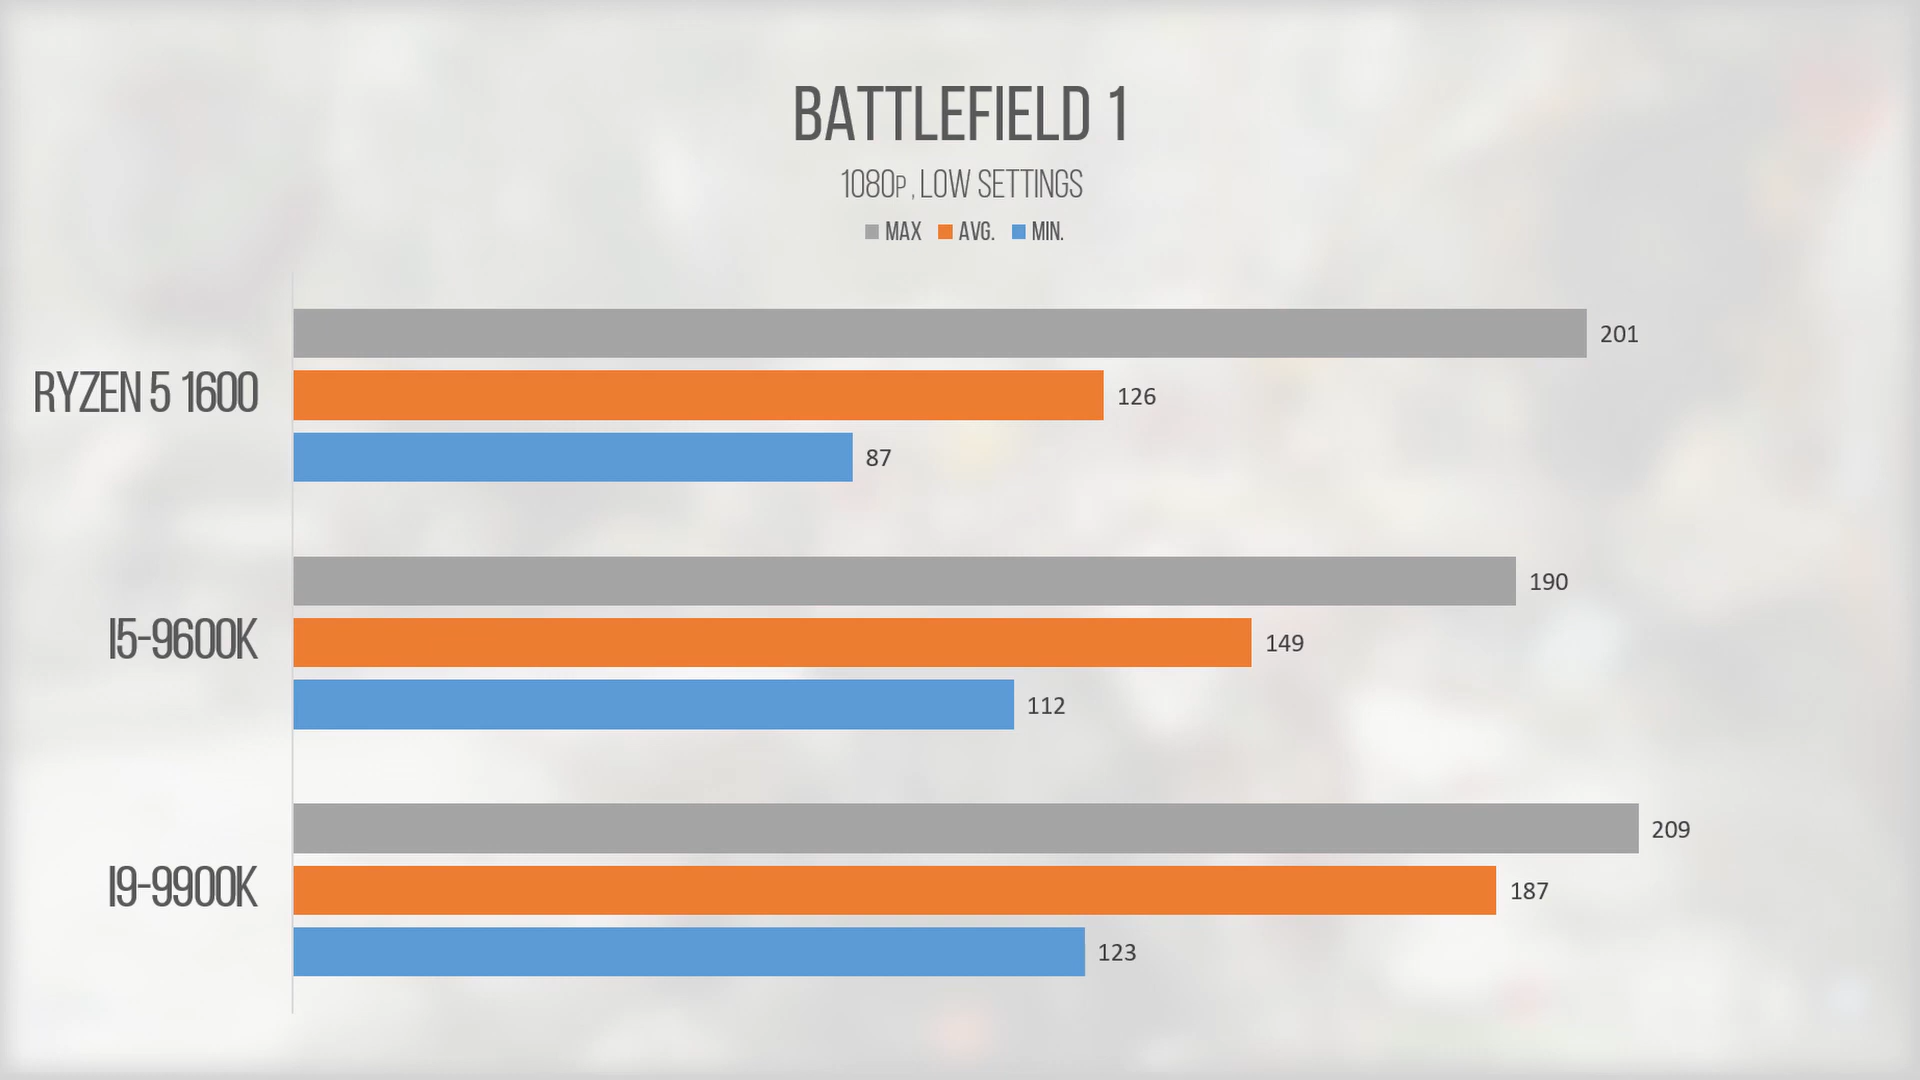 BATTLEFIELD 1
1080P, LOW SETTINGS
MAX AVG. MIN.
201
RYZEN 5 1600
126
87
190
I5-9600K
149
112
209
I9-9900K
187
123